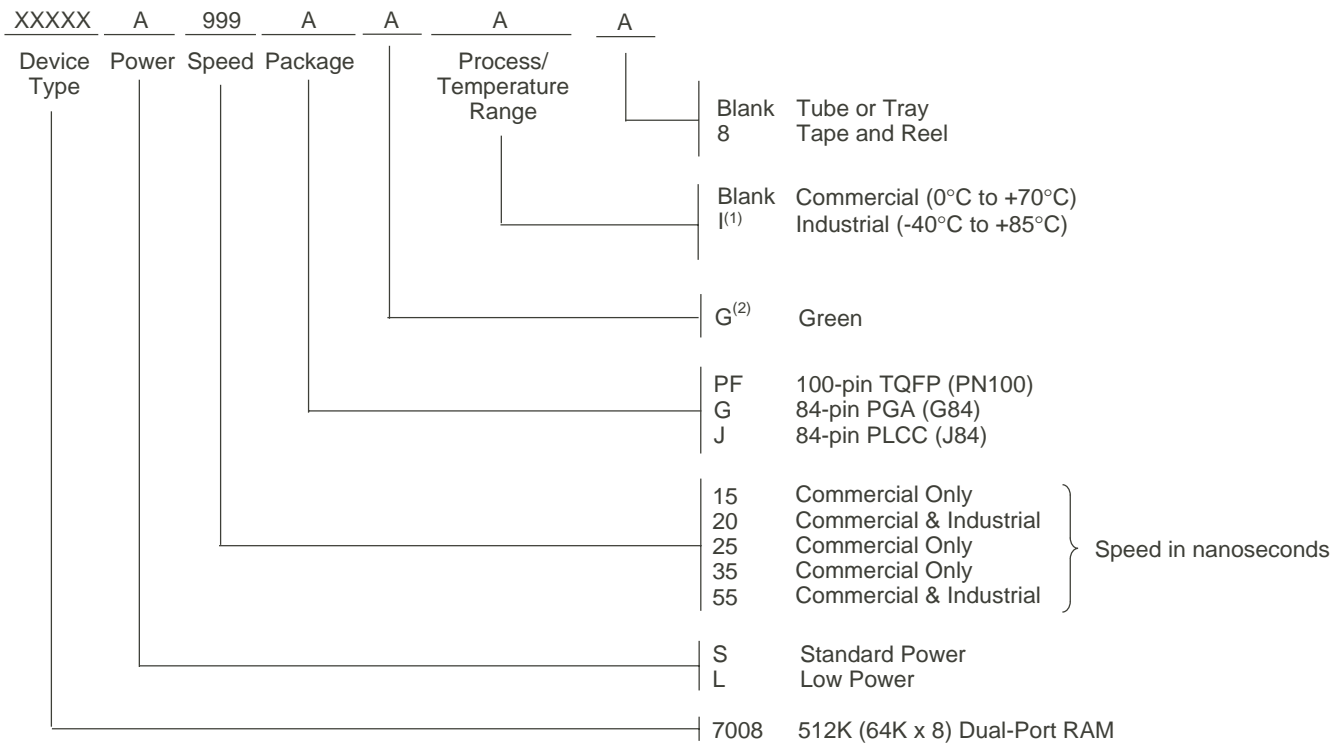 XXXXX A 999 A A A A
Device Type Power Speed Package Process/ Temperature Range
Blank Tube or Tray
8 Tape and Reel
Blank Commercial (0°C to +70°C)
I(1) Industrial (-40°C to +85°C)
G(2) Green
PF 100-pin TQFP (PN100)
G 84-pin PGA (G84)
J 84-pin PLCC (J84)
15 Commercial Only
20 Commercial & Industrial
25 Commercial Only
35 Commercial Only
55 Commercial & Industrial
Speed in nanoseconds
S Standard Power
L Low Power
7008 512K (64K x 8) Dual-Port RAM